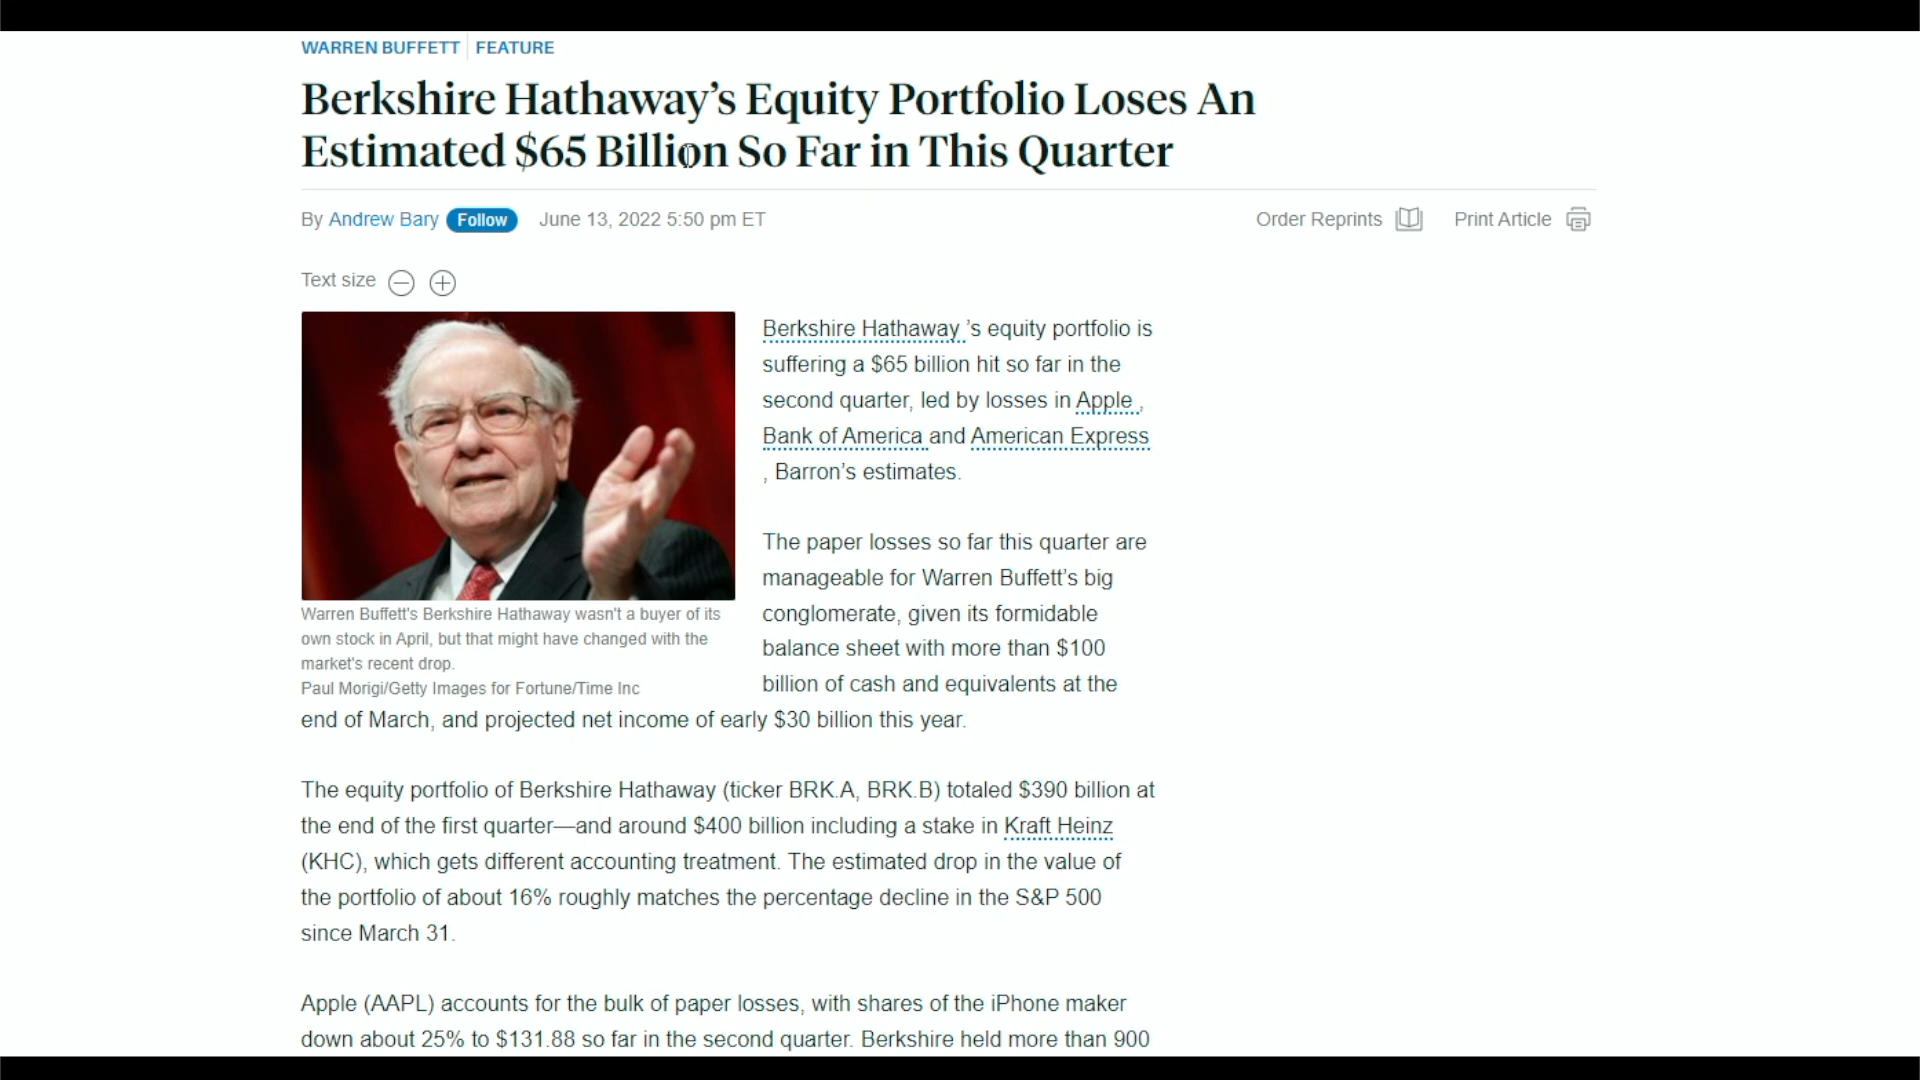 WARREN BUFFETT | FEATURE
Berkshire Hathaway’s Equity Portfolio Loses An
Estimated $65 Billion So Far in This Quarter
By Andrew Bary Follow June 13, 2022 5:50 pm ET
Order Reprints Print Article
Text size
Warren Buffett's Berkshire Hathaway wasn't a buyer of its
own stock in April, but that might have changed with the
market's recent drop.
Paul Morigi/Getty Images for Fortune/Time Inc
Berkshire Hathaway ’s equity portfolio is
suffering a $65 billion hit so far in the
second quarter, led by losses in Apple ,
Bank of America and American Express
, Barron’s estimates.
The paper losses so far this quarter are
manageable for Warren Buffett’s big
conglomerate, given its formidable
balance sheet with more than $100
billion of cash and equivalents at the
end of March, and projected net income of early $30 billion this year.
The equity portfolio of Berkshire Hathaway (ticker BRK.A, BRK.B) totaled $390 billion at
the end of the first quarter—and around $400 billion including a stake in Kraft Heinz
(KHC), which gets different accounting treatment. The estimated drop in the value of
the portfolio of about 16% roughly matches the percentage decline in the S&P 500
since March 31.
Apple (AAPL) accounts for the bulk of paper losses, with shares of the iPhone maker
down about 25% to $131.88 so far in the second quarter. Berkshire held more than 900